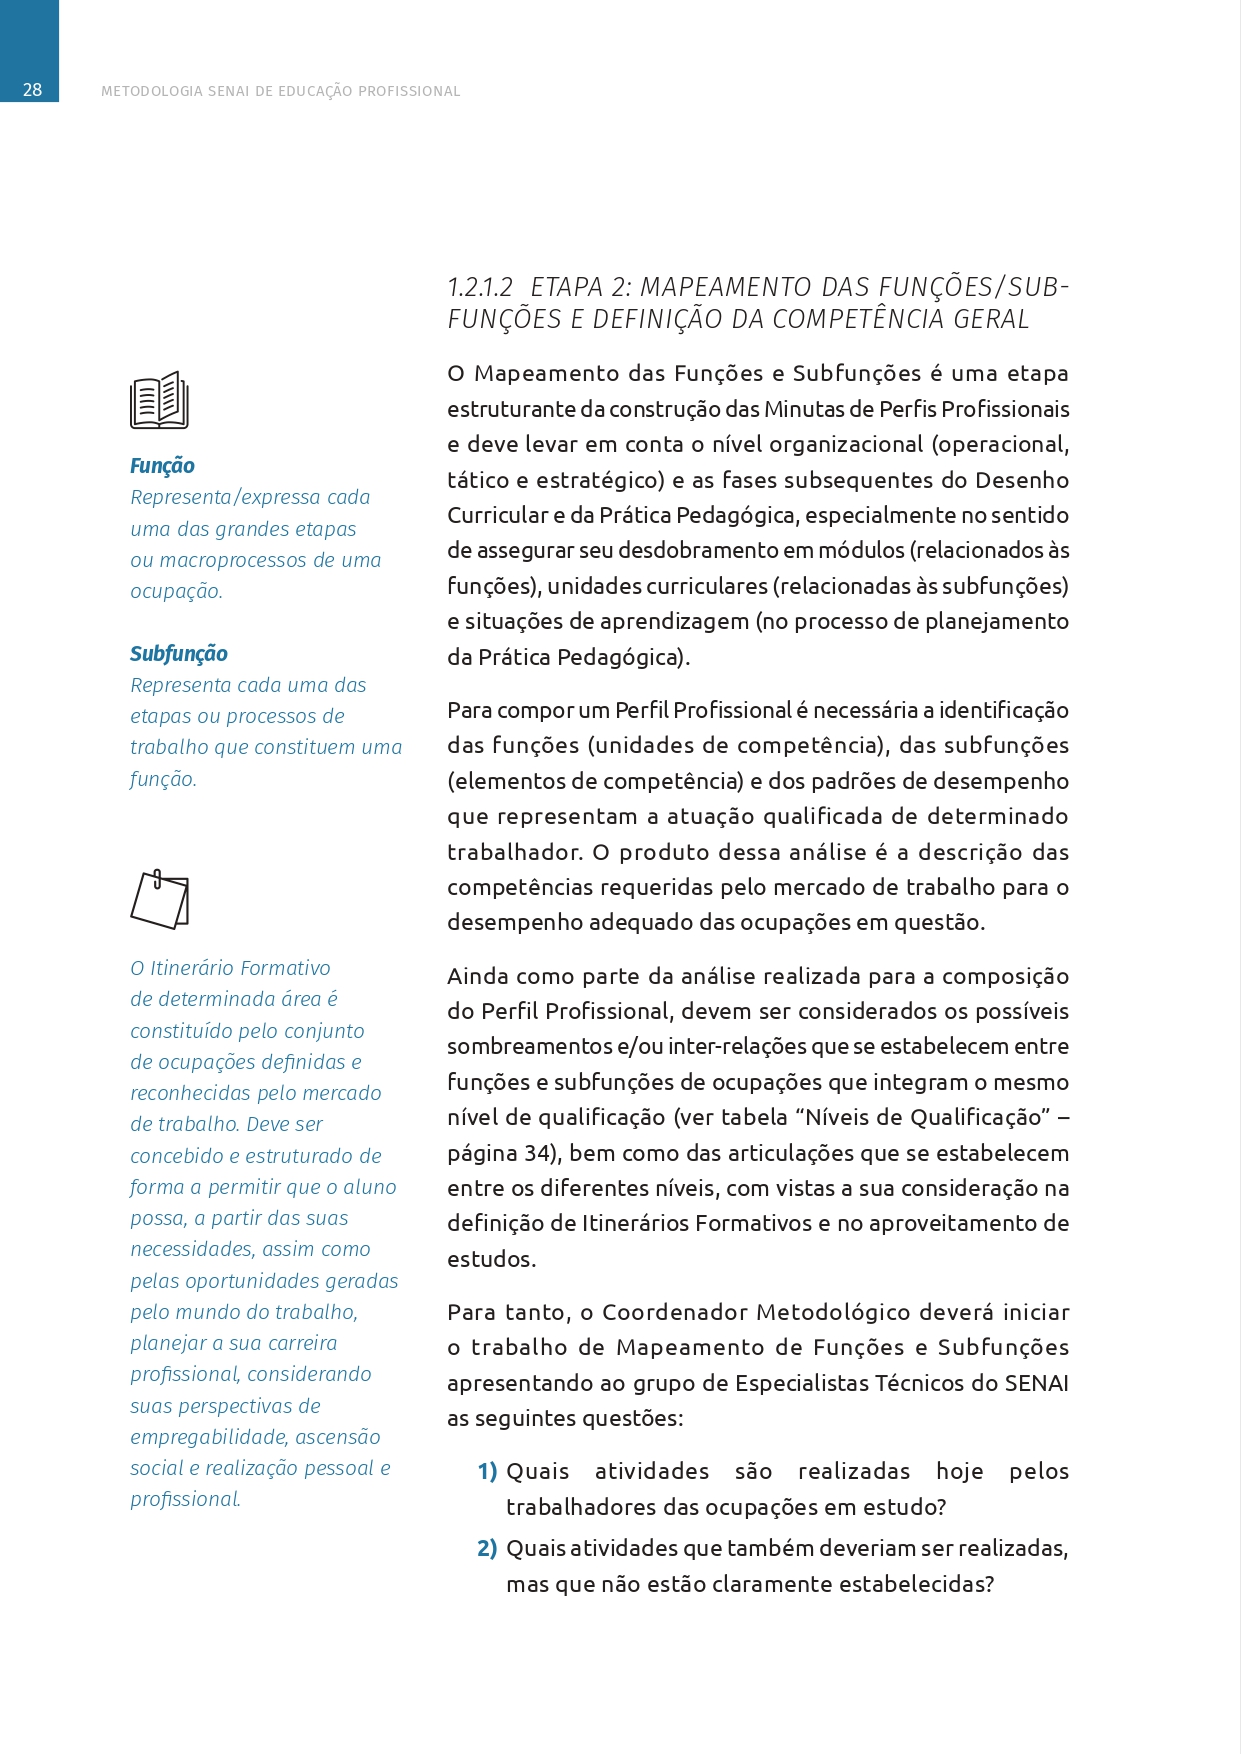 28
METODOLOGIA SENAI DE EDUCAÇÃO PROFISSIONAL
1.2.1.2 ETAPA 2: MAPEAMENTO DAS FUNÇÕES/SUB-
FUNÇÕES E DEFINIÇÃO DA COMPETÊNCIA GERAL
O Mapeamento das Funções e Subfunções é uma etapa
estruturante da construção das Minutas de Perfis Profissionais
e deve levar em conta o nível organizacional (operacional,
tático e estratégico) e as fases subsequentes do Desenho
Curricular e da Prática Pedagógica, especialmente no sentido
de assegurar seu desdobramento em módulos (relacionados às
funções), unidades curriculares (relacionadas às subfunções)
e situações de aprendizagem (no processo de planejamento
da Prática Pedagógica).
Para compor um Perfil Profissional é necessária a identificação
das funções (unidades de competência), das subfunções
(elementos de competência) e dos padrões de desempenho
que representam a atuação qualificada de determinado
trabalhador. O produto dessa análise é a descrição das
competências requeridas pelo mercado de trabalho para o
desempenho adequado das ocupações em questão.
Ainda como parte da análise realizada para a composição
do Perfil Profissional, devem ser considerados os possíveis
sombreamentos e/ou inter-relações que se estabelecem entre
funções e subfunções de ocupações que integram o mesmo
nível de qualificação (ver tabela “Níveis de Qualificação” –
página 34), bem como das articulações que se estabelecem
entre os diferentes níveis, com vistas a sua consideração na
definição de Itinerários Formativos e no aproveitamento de
estudos.
Para tanto, o Coordenador Metodológico deverá iniciar
o trabalho de Mapeamento de Funções e Subfunções
apresentando ao grupo de Especialistas Técnicos do SENAI
as seguintes questões:
1) Quais atividades são realizadas hoje pelos
trabalhadores das ocupações em estudo?
2) Quais atividades que também deveriam ser realizadas,
mas que não estão claramente estabelecidas?
Função
Representa/expressa cada
uma das grandes etapas
ou macroprocessos de uma
ocupação.
Subfunção
Representa cada uma das
etapas ou processos de
trabalho que constituem uma
função.
O Itinerário Formativo
de determinada área é
constituído pelo conjunto
de ocupações definidas e
reconhecidas pelo mercado
de trabalho. Deve ser
concebido e estruturado de
forma a permitir que o aluno
possa, a partir das suas
necessidades, assim como
pelas oportunidades geradas
pelo mundo do trabalho,
planejar a sua carreira
profissional, considerando
suas perspectivas de
empregabilidade, ascensão
social e realização pessoal e
profissional.